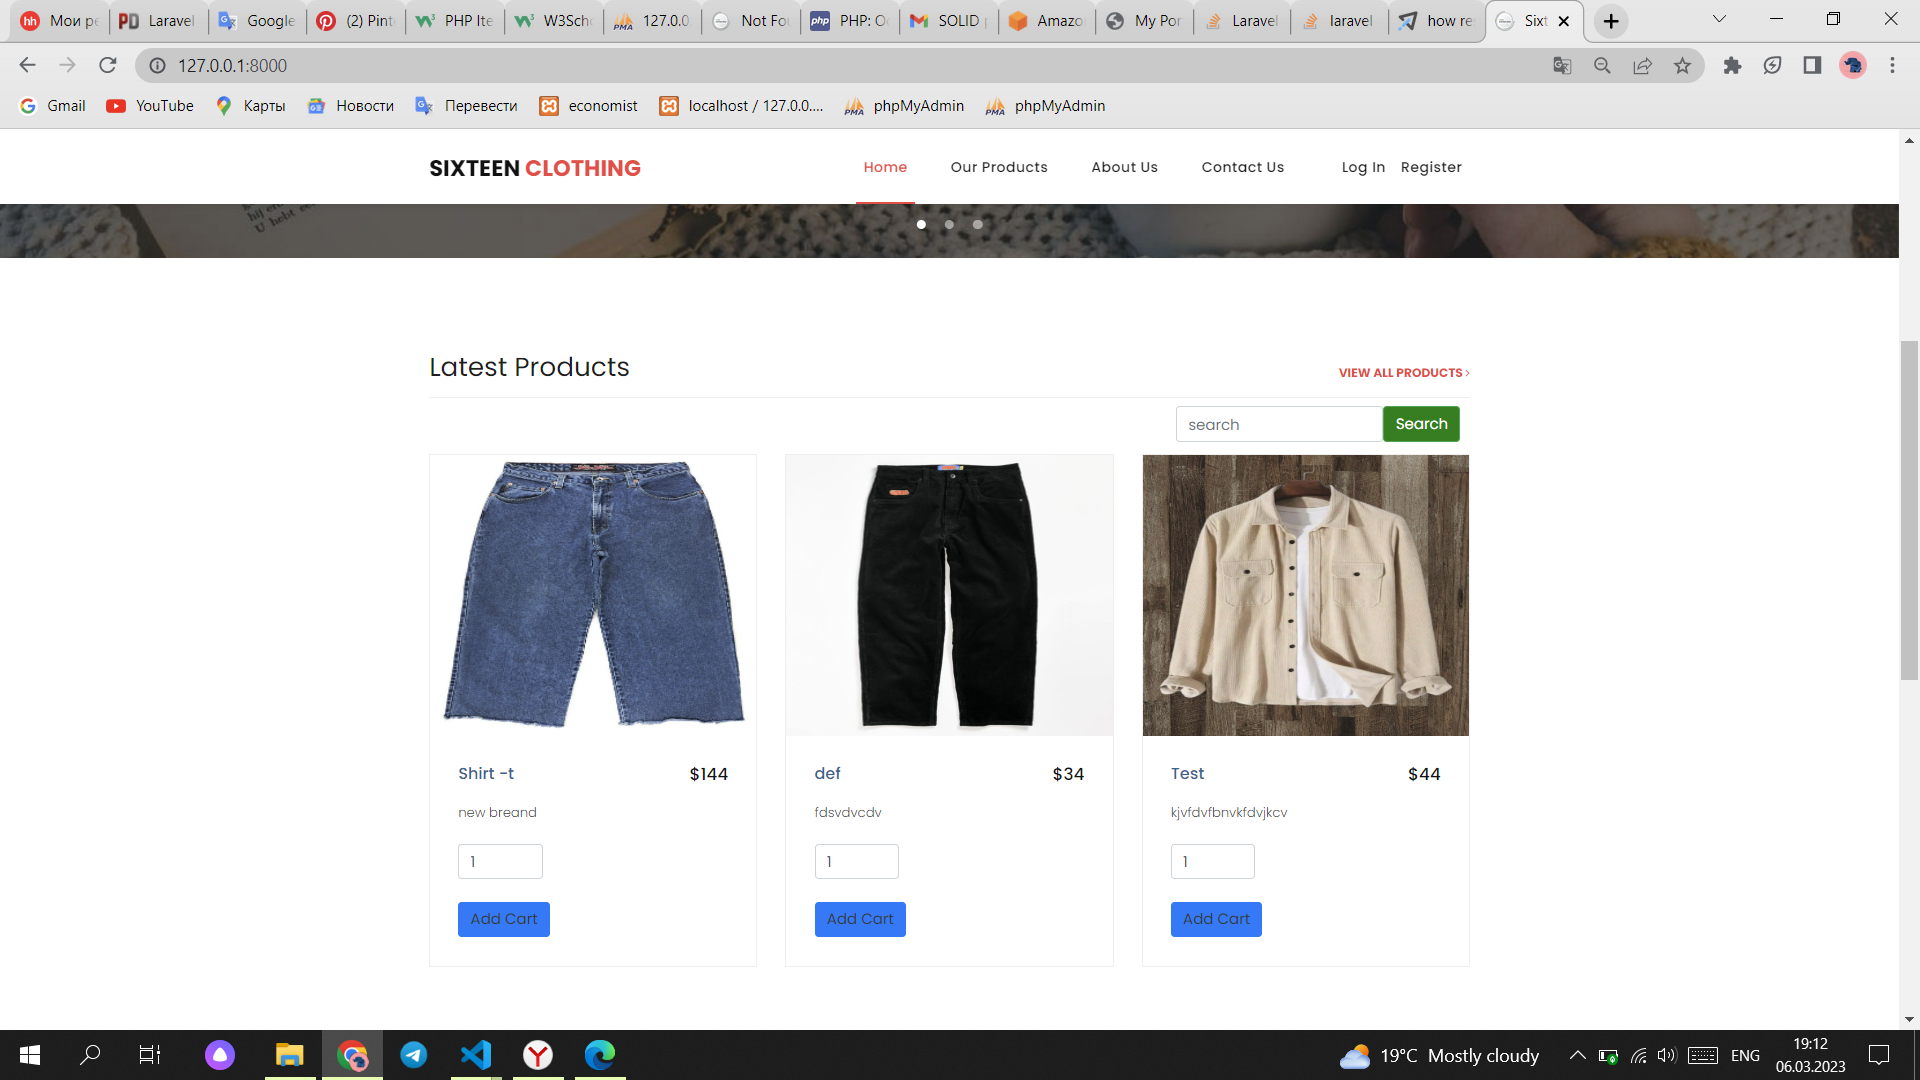 Мои ре Laravel Google (2) Pint PHP Ite W3Sch 127.0.0 Not Fou PHP: Oc SOLID p Amazo My Por Laravel laravel how re Sixt
127.0.0.1:8000
Gmail YouTube Карты Новости Перевести economist localhost / 127.0.0.... phpMyAdmin phpMyAdmin
SIXTEEN CLOTHING Home Our Products About Us Contact Us Log In Register
Latest Products VIEW ALL PRODUCTS
search Search
Shirt -t $144 def $34 Test $44
new breand fdsvdvcdv kjvfdvfbnvkfdvjkcv
1 1 1
Add Cart Add Cart Add Cart
19°C Mostly cloudy ENG 19:12
06.03.2023